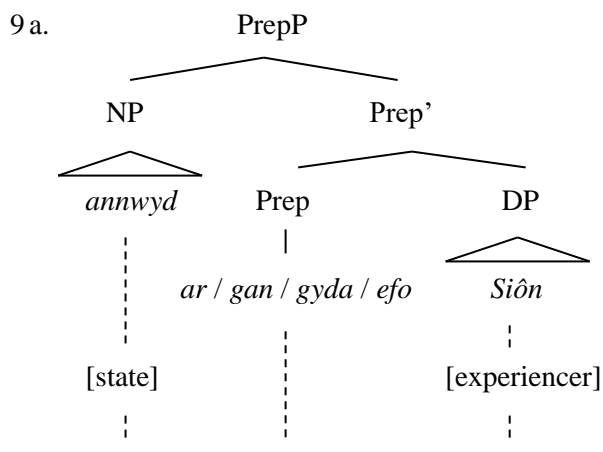 9 a. PrepP
NP Prep’
annwyd Prep DP
ar / gan / gyda / efo Siôn
[state] [experiencer]